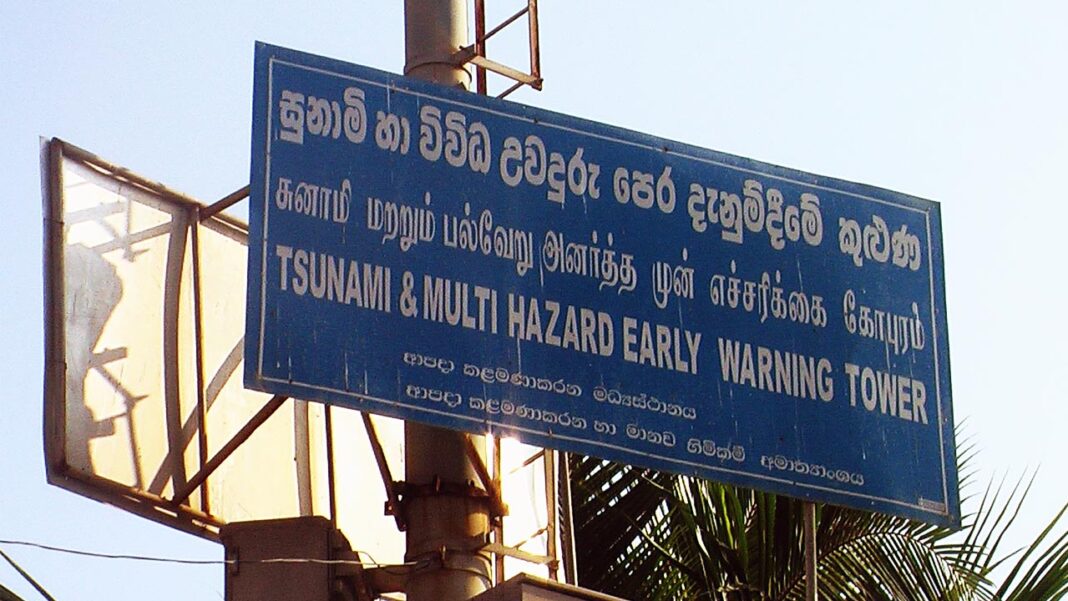 සුනාමි හා විවිධ උවදුරු පෙර දැනුම්දීමේ කුළුණ
சுனாமி மற்றும் பல்வேறு அனர்த்த முன் எச்சரிக்கை கோபுரம்
TSUNAMI & MULTI HAZARD EARLY WARNING TOWER
ආපදා කළමණාකරන මධ්‍යස්ථානය
ආපදා කළමණාකරන හා මානව හිමිකම් අමාත්‍යාංශය